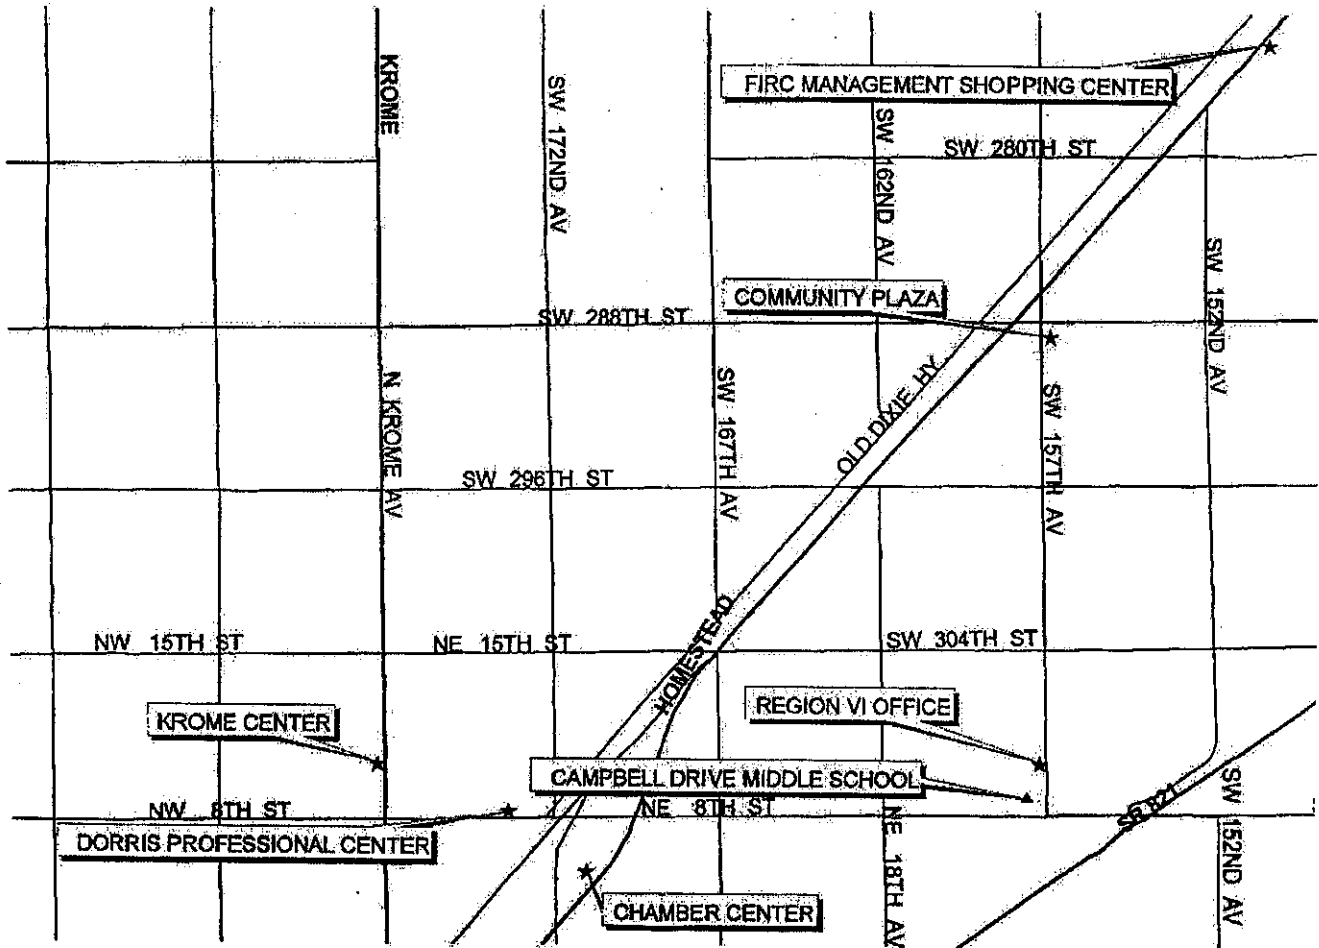 KROME
SW 172ND AV
FIRC MANAGEMENT SHOPPING CENTER
SW 162ND AV
SW 280TH ST
SW 152ND AV
COMMUNITY PLAZA
SW 288TH ST
N KROME AV
SW 167TH AV
OLD DIXIE HY
SW 157TH AV
SW 296TH ST
HOMESTEAD
NW 15TH ST
NE 15TH ST
SW 304TH ST
KROME CENTER
REGION VI OFFICE
CAMPBELL DRIVE MIDDLE SCHOOL
NW 8TH ST
NE 8TH ST
SR 821
SW 152ND AV
DORRIS PROFESSIONAL CENTER
NE 18TH AV
CHAMBER CENTER